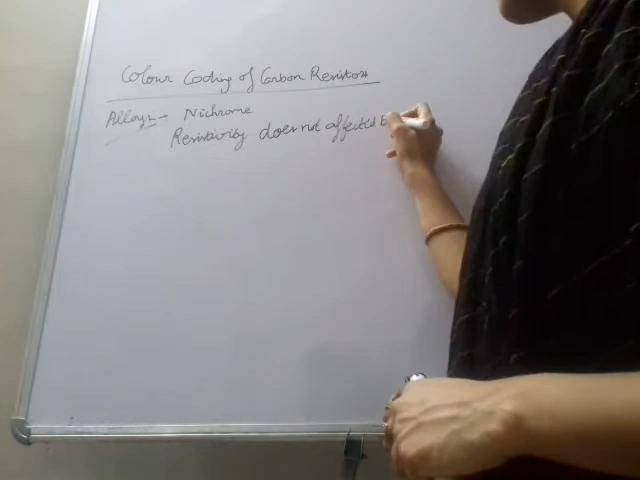 Colour Coding of Carbon Resistors
Alloys - Nichrome
Resistivity does not affected b